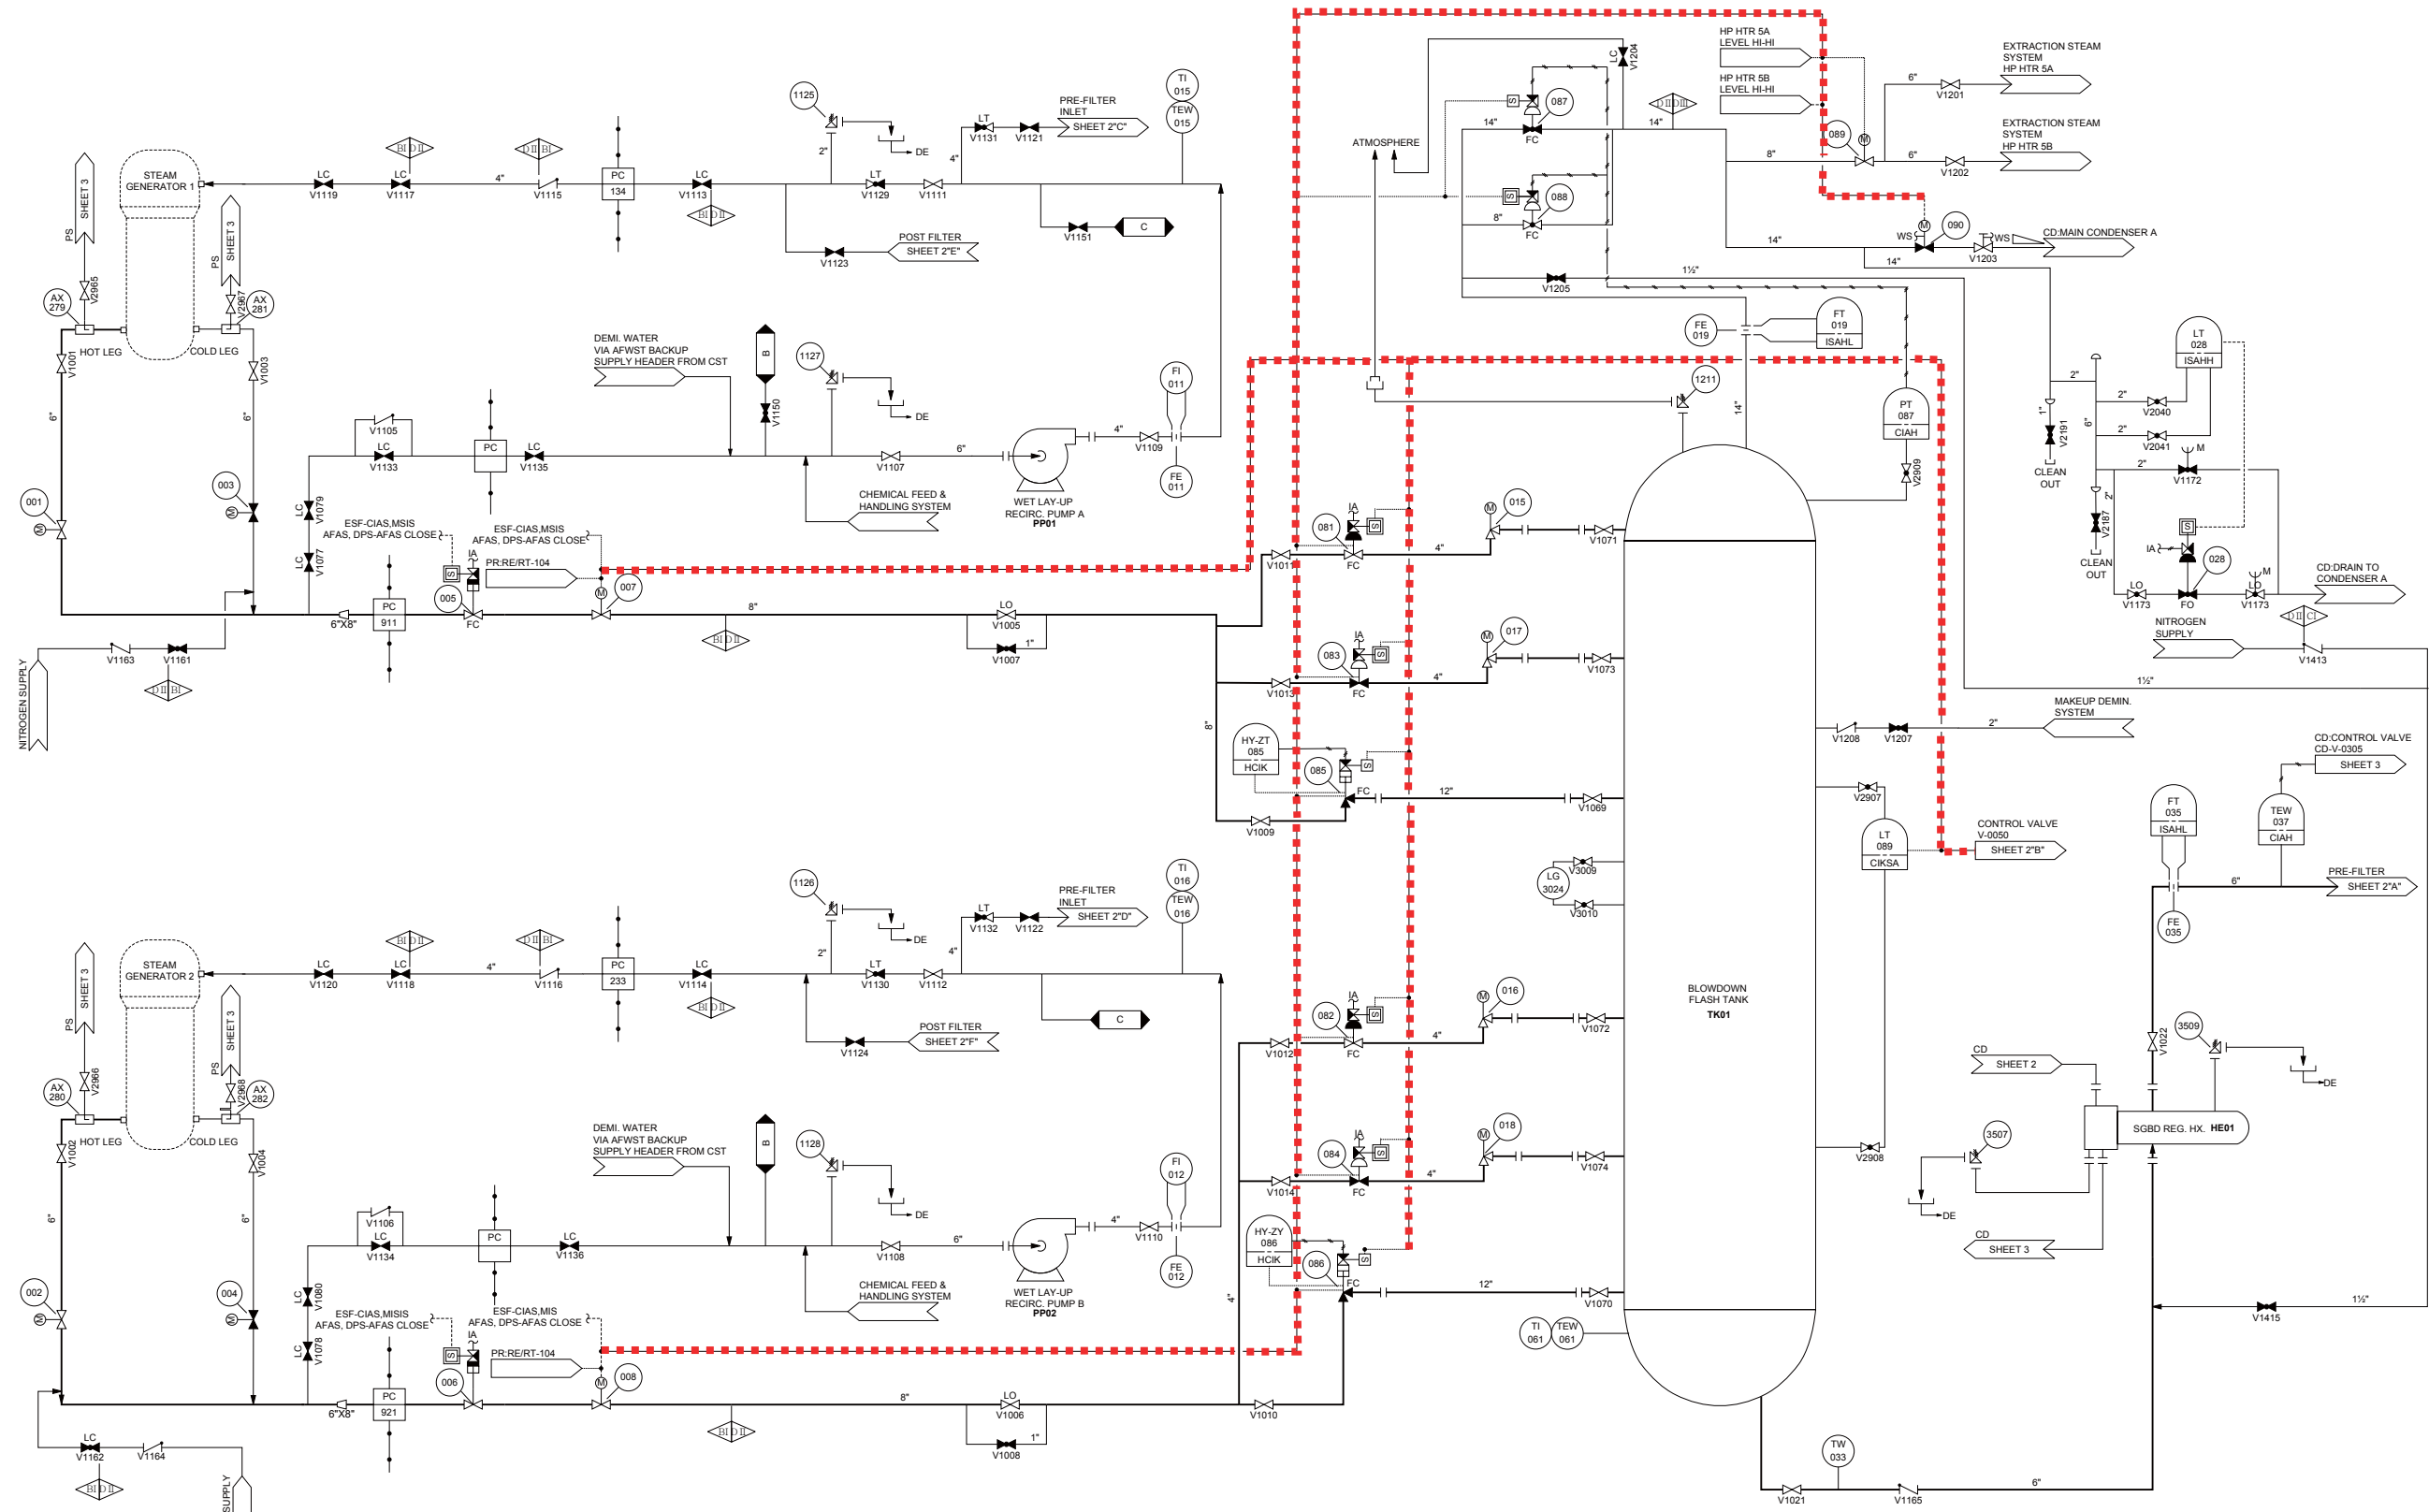 HP HTR 5A
LEVEL HI-HI
HP HTR 5B
LEVEL HI-HI
LC
V1204
EXTRACTION STEAM
SYSTEM
HP HTR 5A
6"
V1201
EXTRACTION STEAM
SYSTEM
HP HTR 5B
6"
V1202
089
M
8"
S
087
14"
FC
D II D III
14"
ATMOSPHERE
S
088
8"
FC
M
090
WS
WS
V1203
CD:MAIN CONDENSER A
14"
14"
V1205
1½"
TI
015
TEW
015
1125
2"
DE
PRE-FILTER
INLET
SHEET 2"C"
LT
V1131
V1121
4"
SHEET 3
PS
V2965
SHEET 3
PS
V2967
STEAM
GENERATOR 1
LC
V1119
BI D II
LC
V1117
4"
D II BI
V1115
PC
134
LC
V1113
BI D II
LT
V1129
V1111
POST FILTER
SHEET 2"E"
V1123
V1151
C
AX
279
AX
281
HOT LEG
COLD LEG
V1001
V1003
6"
6"
001
M
003
M
DEMI. WATER
VIA AFWST BACKUP
SUPPLY HEADER FROM CST
B
V1150
1127
DE
FI
011
FE
011
V1105
LC
V1133
PC
LC
V1135
V1107
6"
4"
V1109
WET LAY-UP
RECIRC. PUMP A
PP01
CHEMICAL FEED &
HANDLING SYSTEM
LC
V1079
LC
V1077
ESF-CIAS,MSIS
AFAS, DPS-AFAS CLOSE
ESF-CIAS,MSIS
AFAS, DPS-AFAS CLOSE
IA
S
PR:RE/RT-104
005
FC
M
007
6"X8"
PC
911
8"
BI D II
LO
V1005
V1007
1"
NITROGEN SUPPLY
V1163
V1161
D II BI
FE
019
FT
019
ISAHL
1211
14"
PT
087
CIAH
V2909
LT
028
ISAHH
2"
2"
V2040
2"
V2041
6"
1"
V2191
CLEAN
OUT
2"
M
V1172
2"
V2187
CLEAN
OUT
S
IA
028
LO
V1173
FO
LO
M
V1173
CD:DRAIN TO
CONDENSER A
D II CI
NITROGEN
SUPPLY
V1413
1½"
IA
081
S
M
015
V1011
FC
4"
V1071
IA
083
S
M
017
V1013
FC
4"
V1073
8"
HY-ZT
085
HCIK
085
S
FC
12"
V1069
V1009
V1208
V1207
2"
MAKEUP DEMIN.
SYSTEM
V2907
LT
089
CIKSA
V2908
CONTROL VALVE
V-0050
SHEET 2"B"
CD:CONTROL VALVE
CD-V-0305
SHEET 3
FT
035
ISAHL
TEW
037
CIAH
6"
PRE-FILTER
SHEET 2"A"
FE
035
V3009
LG
3024
V3010
BLOWDOWN
FLASH TANK
TK01
TI
016
TEW
016
1126
2"
DE
PRE-FILTER
INLET
SHEET 2"D"
LT
V1132
V1122
4"
SHEET 3
PS
V2966
SHEET 3
PS
V2968
STEAM
GENERATOR 2
LC
V1120
BI D II
LC
V1118
4"
D II BI
V1116
PC
233
LC
V1114
BI D II
LT
V1130
V1112
POST FILTER
SHEET 2"F"
V1124
C
AX
280
AX
282
HOT LEG
COLD LEG
V1002
V1004
6"
6"
002
M
004
M
DEMI. WATER
VIA AFWST BACKUP
SUPPLY HEADER FROM CST
B
1128
DE
FI
012
FE
012
V1106
LC
V1134
PC
LC
V1136
V1108
6"
4"
V1110
WET LAY-UP
RECIRC. PUMP B
PP02
CHEMICAL FEED &
HANDLING SYSTEM
LC
V1080
LC
V1078
ESF-CIAS,MISIS
AFAS, DPS-AFAS CLOSE
ESF-CIAS,MIS
AFAS, DPS-AFAS CLOSE
IA
S
PR:RE/RT-104
006
M
008
6"X8"
PC
921
8"
BI D II
LO
V1006
V1008
1"
LC
V1162
V1164
BI D II
SUPPLY
IA
082
S
M
016
V1012
FC
4"
V1072
IA
084
S
M
018
V1014
FC
4"
V1074
4"
HY-ZY
086
HCIK
086
S
FC
12"
V1070
V1010
TI
061
TEW
061
V1022
3509
DE
CD
SHEET 2
SGBD REG. HX. HE01
3507
DE
CD
SHEET 3
V1415
1½"
TW
033
V1021
V1165
6"